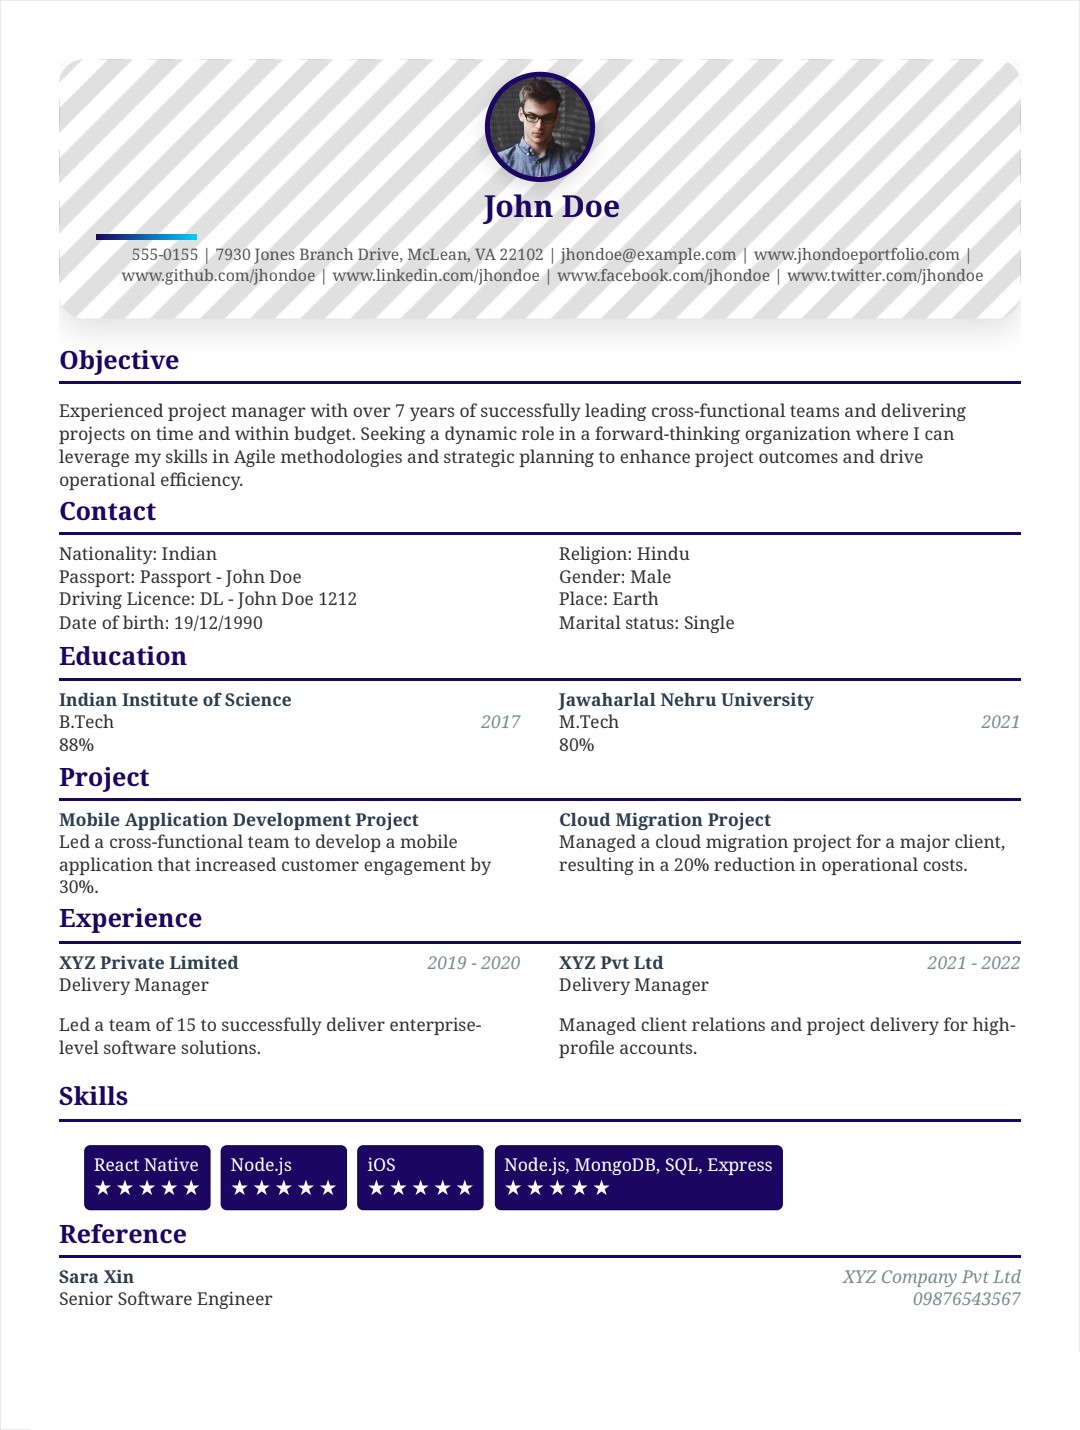 John Doe
555-0155 | 7930 Jones Branch Drive, McLean, VA 22102 | jhondoe@example.com | www.jhondoeportfolio.com |
www.github.com/jhondoe | www.linkedin.com/jhondoe | www.facebook.com/jhondoe | www.twitter.com/jhondoe
Objective
Experienced project manager with over 7 years of successfully leading cross-functional teams and delivering
projects on time and within budget. Seeking a dynamic role in a forward-thinking organization where I can
leverage my skills in Agile methodologies and strategic planning to enhance project outcomes and drive
operational efficiency.
Contact
Nationality: Indian
Passport: Passport - John Doe
Driving Licence: DL - John Doe 1212
Date of birth: 19/12/1990
Religion: Hindu
Gender: Male
Place: Earth
Marital status: Single
Education
Indian Institute of Science
B.Tech 2017
88%
Jawaharlal Nehru University
M.Tech 2021
80%
Project
Mobile Application Development Project
Led a cross-functional team to develop a mobile
application that increased customer engagement by
30%.
Cloud Migration Project
Managed a cloud migration project for a major client,
resulting in a 20% reduction in operational costs.
Experience
XYZ Private Limited 2019 - 2020
Delivery Manager
Led a team of 15 to successfully deliver enterprise-
level software solutions.
XYZ Pvt Ltd 2021 - 2022
Delivery Manager
Managed client relations and project delivery for high-
profile accounts.
Skills
React Native
★★★★★
Node.js
★★★★★
iOS
★★★★★
Node.js, MongoDB, SQL, Express
★★★★★
Reference
Sara Xin XYZ Company Pvt Ltd
Senior Software Engineer 09876543567